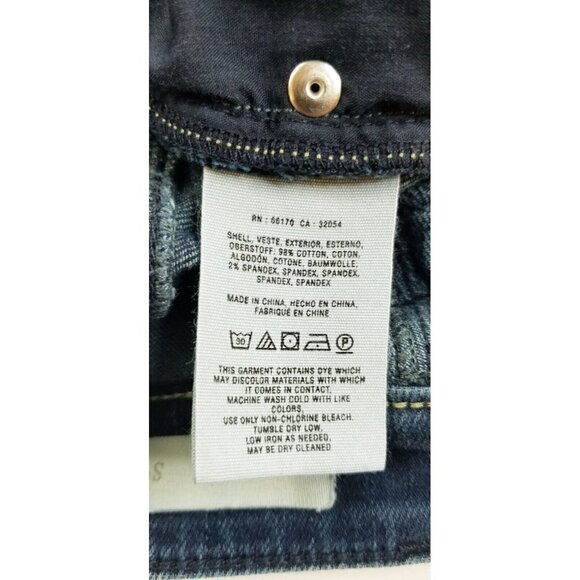 RN : 66170 CA : 32054
SHELL, VESTE, EXTERIOR, ESTERNO,
OBERSTOFF: 98% COTTON, COTON,
ALGODÓN, COTONE, BAUMWOLLE,
2% SPANDEX, SPANDEX, SPANDEX,
SPANDEX, SPANDEX
MADE IN CHINA, HECHO EN CHINA,
FABRIQUÉ EN CHINE
30 P
THIS GARMENT CONTAINS DYE WHICH
MAY DISCOLOR MATERIALS WITH WHICH
IT COMES IN CONTACT.
MACHINE WASH COLD WITH LIKE
COLORS,
USE ONLY NON-CHLORINE BLEACH.
TUMBLE DRY LOW,
LOW IRON AS NEEDED,
MAY BE DRY CLEANED
S